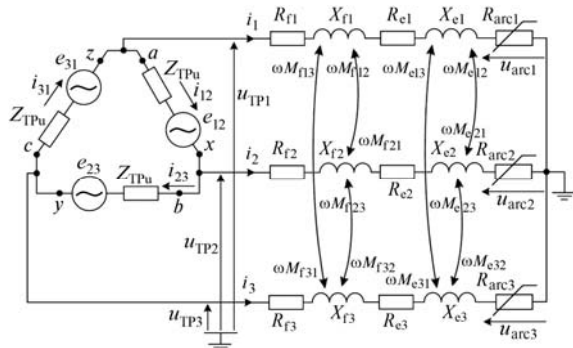 i1 Rf1 Xf1 Re1 Xe1 Rarc1
z a
ZTPu
e31
i31 i12
ωMf13 ωMf12 ωMe13 ωMe12
uarc1
uTP1
ZTPu
e12
c x
ωMf21 ωMe21
i2 Rf2 Xf2 Xe2 Rarc2
e23 ZTPu i23
Re2
y b
ωMf23 ωMe23
uarc2
uTP2
ωMf31 ωMf32 ωMe31 ωMe32
i3 Rarc3
uTP3
Rf3 Xf3 Re3 Xe3
uarc3